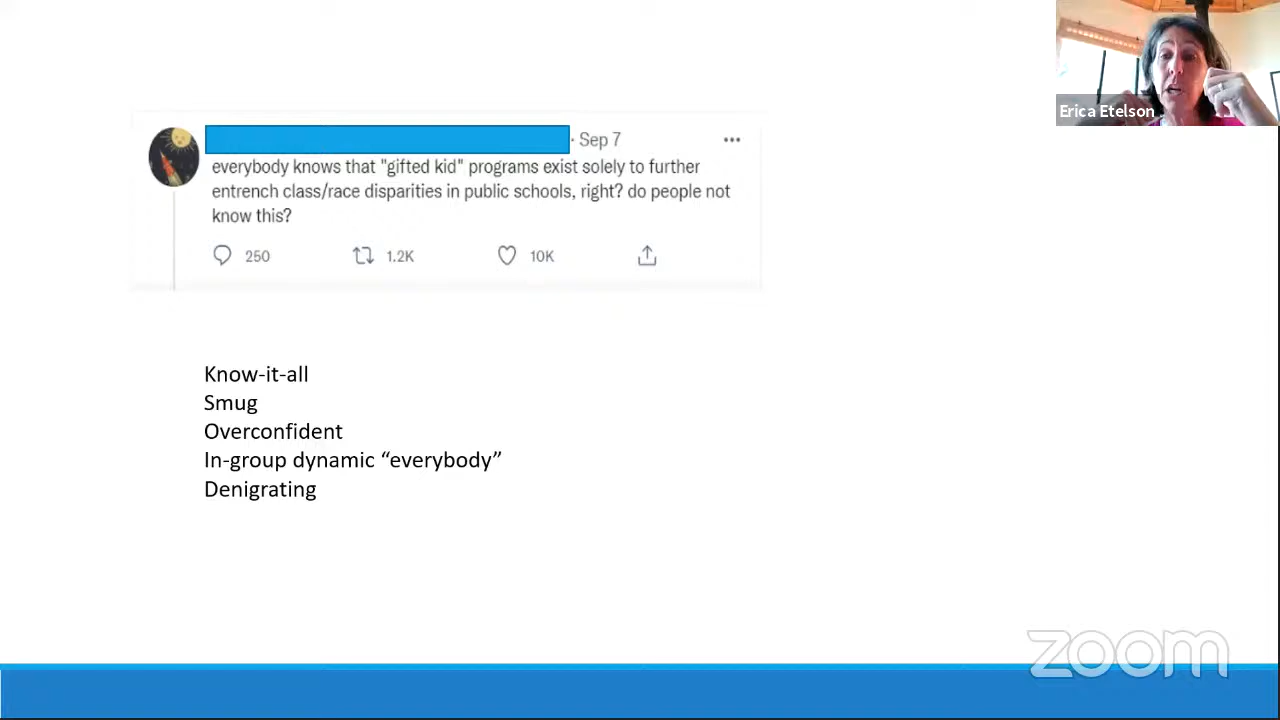 Erica Etelson
· Sep 7
everybody knows that "gifted kid" programs exist solely to further
entrench class/race disparities in public schools, right? do people not
know this?
250 1.2K 10K
Know-it-all
Smug
Overconfident
In-group dynamic “everybody”
Denigrating
zoom